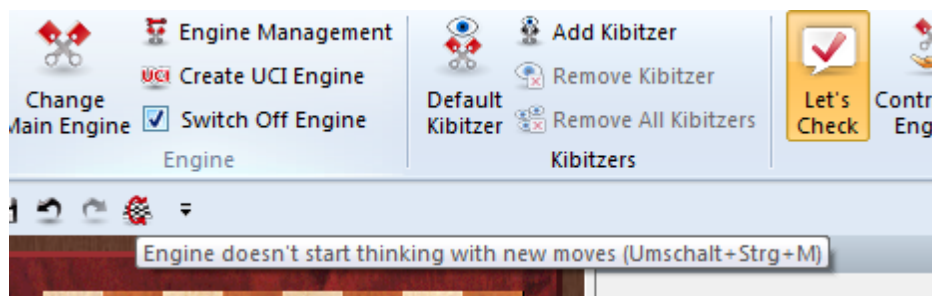 Engine Management
UCI Create UCI Engine
Switch Off Engine
Change
Main Engine
Engine
Default
Kibitzer
Add Kibitzer
Remove Kibitzer
Remove All Kibitzers
Kibitzers
Let's
Check
Engine doesn't start thinking with new moves (Umschalt+Strg+M)